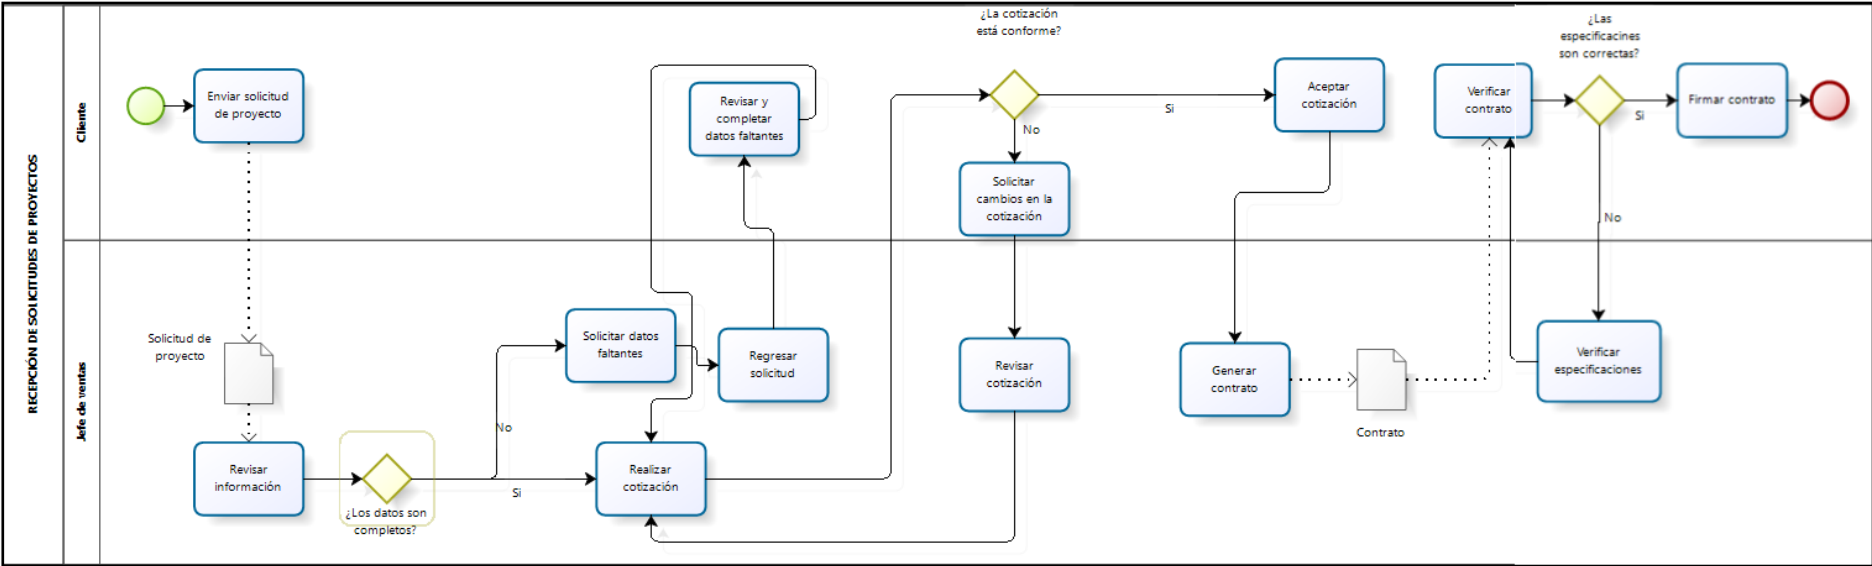 RECEPCIÓN DE SOLICITUDES DE PROYECTOS
Cliente
Enviar solicitud
de proyecto
Revisar y
completar
datos faltantes
¿La cotización
está conforme?
No
Si
Solicitar
cambios en la
cotización
Aceptar
cotización
Verificar
contrato
¿Las
especificacines
son correctas?
Si
No
Firmar contrato
Jefe de ventas
Solicitud de
proyecto
Revisar
información
¿Los datos son
completos?
No
Si
Solicitar datos
faltantes
Regresar
solicitud
Realizar
cotización
Revisar
cotización
Generar
contrato
Contrato
Verificar
especificaciones